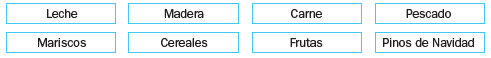 Leche Madera Carne Pescado
Mariscos Cereales Frutas Pinos de Navidad